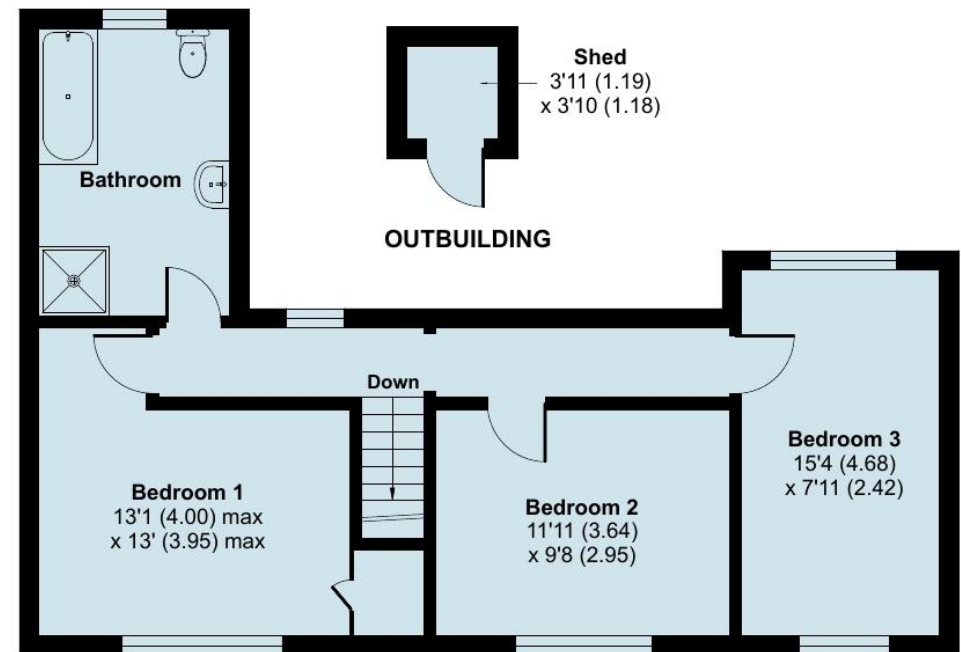 Shed
3'11 (1.19)
x 3'10 (1.18)
Bathroom
OUTBUILDING
Down
Bedroom 1
13'1 (4.00) max
x 13' (3.95) max
Bedroom 2
11'11 (3.64)
x 9'8 (2.95)
Bedroom 3
15'4 (4.68)
x 7'11 (2.42)